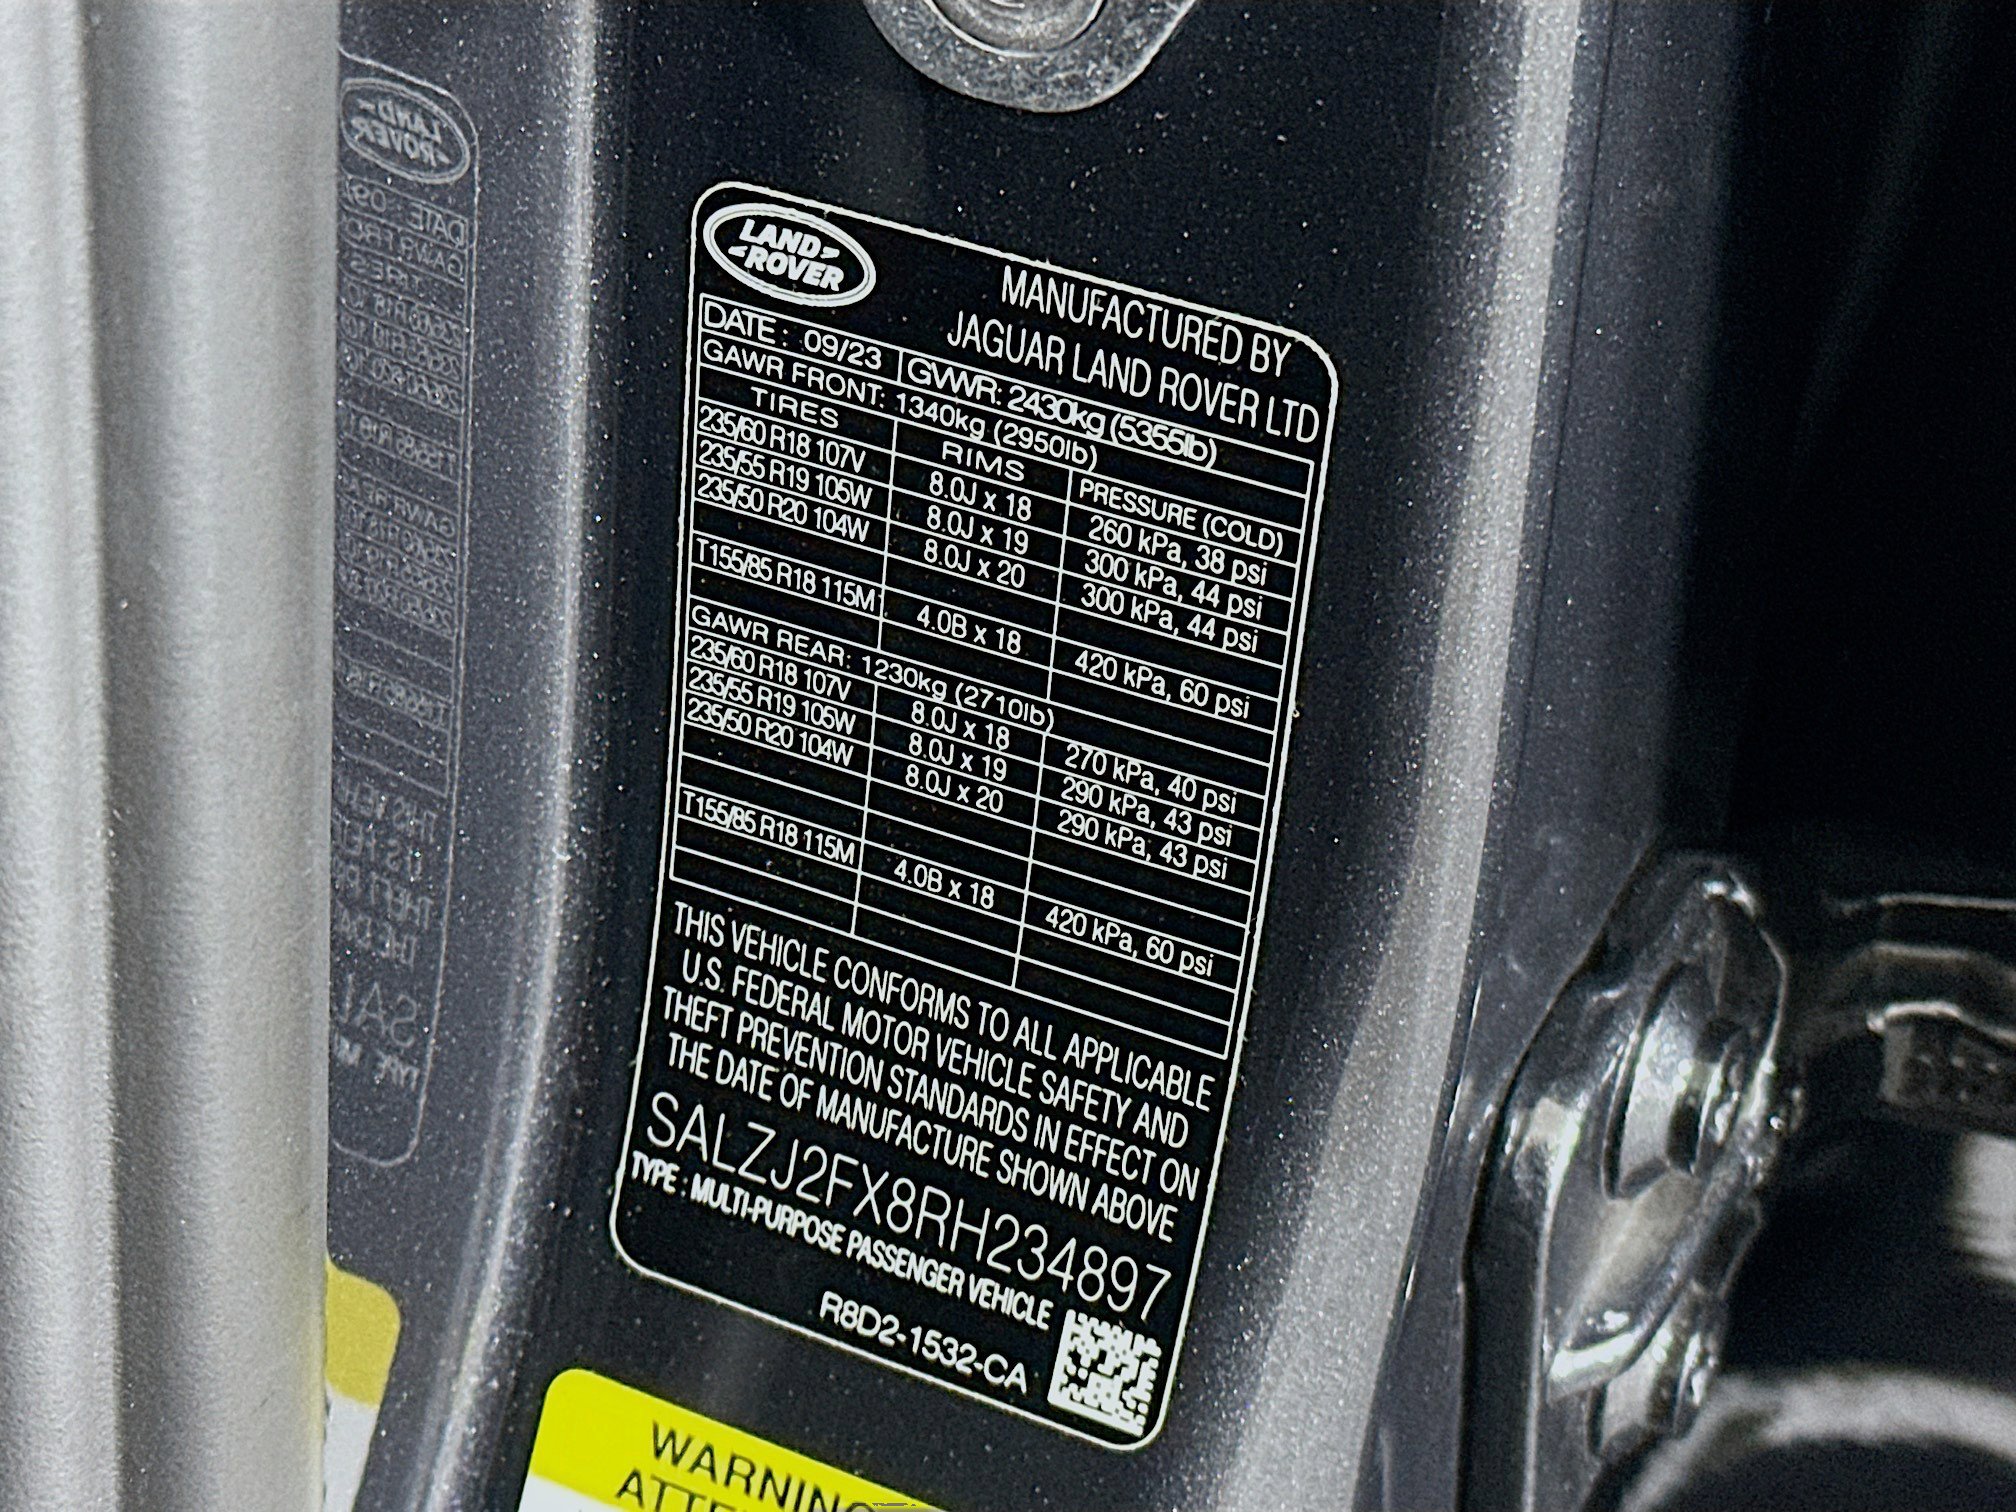 LAND
ROVER
MANUFACTURED BY
JAGUAR LAND ROVER LTD
DATE: 09/23 GVWR: 2430kg (5355lb)
GAWR FRONT: 1340kg (2950lb)
TIRES RIMS PRESSURE (COLD)
235/60 R18 107V 8.0J x 18 260 kPa, 38 psi
235/55 R19 105W 8.0J x 19 300 kPa, 44 psi
235/50 R20 104W 8.0J x 20 300 kPa, 44 psi
T155/85 R18 115M 4.0B x 18 420 kPa, 60 psi
GAWR REAR: 1230kg (2710lb)
235/60 R18 107V 8.0J x 18 270 kPa, 40 psi
235/55 R19 105W 8.0J x 19 290 kPa, 43 psi
235/50 R20 104W 8.0J x 20 290 kPa, 43 psi
T155/85 R18 115M 4.0B x 18 420 kPa, 60 psi
THIS VEHICLE CONFORMS TO ALL APPLICABLE
U.S. FEDERAL MOTOR VEHICLE SAFETY AND
THEFT PREVENTION STANDARDS IN EFFECT ON
THE DATE OF MANUFACTURE SHOWN ABOVE
SALZJ2FX8RH234897
TYPE : MULTI-PURPOSE PASSENGER VEHICLE
R8D2-1532-CA
WARNING